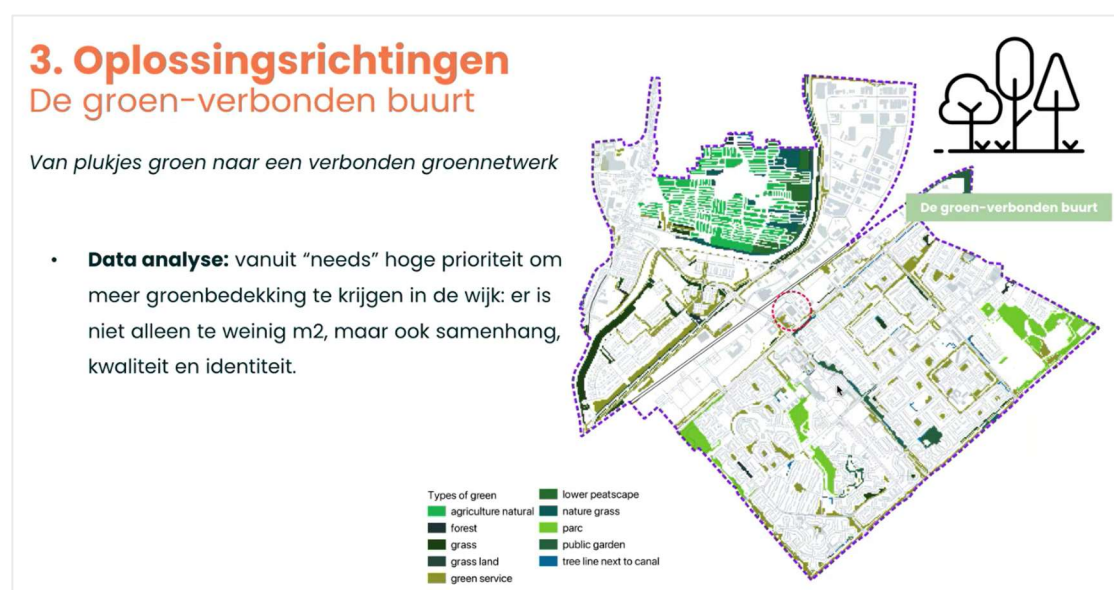 3. Oplossingsrichtingen
De groen-verbonden buurt
Van plukjes groen naar een verbonden groennetwerk
De groen-verbonden buurt
• Data analyse: vanuit “needs” hoge prioriteit om
meer groenbedekking te krijgen in de wijk: er is
niet alleen te weinig m2, maar ook samenhang,
kwaliteit en identiteit.
Types of green
agriculture natural
forest
grass
grass land
green service
lower peatscape
nature grass
parc
public garden
tree line next to canal